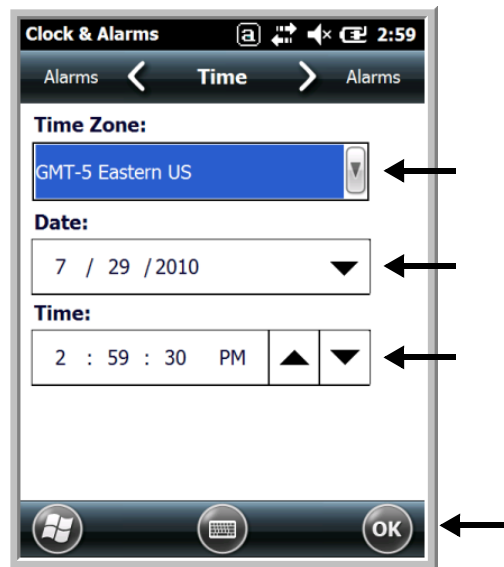 Clock & Alarms a 2:59
Alarms Time Alarms
Time Zone:
GMT-5 Eastern US
Date:
7 / 29 / 2010
Time:
2 : 59 : 30 PM
OK